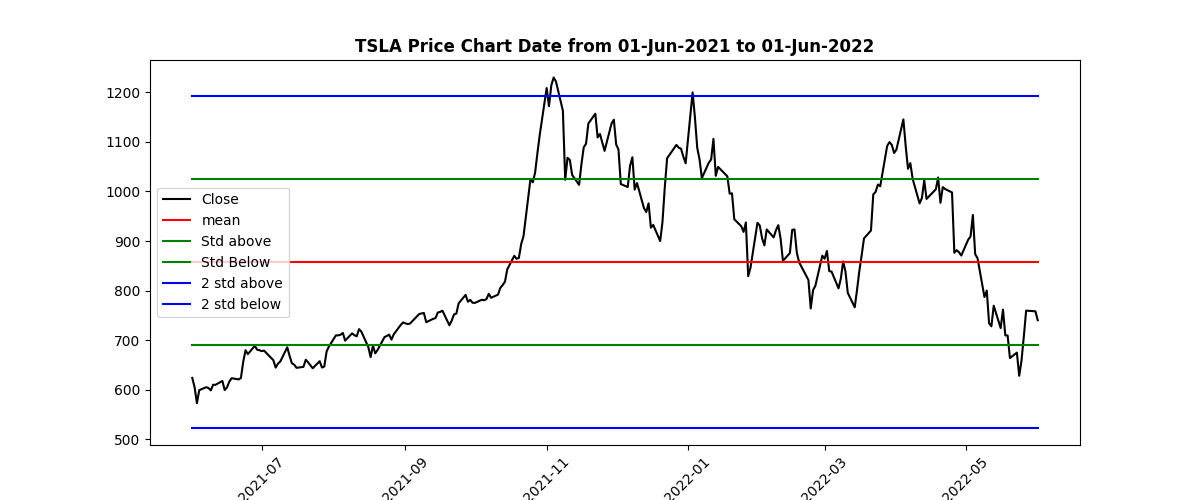 TSLA Price Chart Date from 01-Jun-2021 to 01-Jun-2022
1200
1100
1000
900
800
700
600
500
Close
mean
Std above
Std Below
2 std above
2 std below
2021-07
2021-09
2021-11
2022-01
2022-03
2022-05